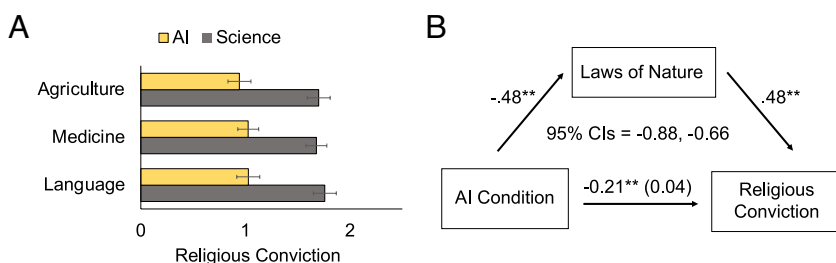 A
AI Science
Agriculture
Medicine
Language
0 1 2
Religious Conviction
B
Laws of Nature
-.48** .48**
95% CIs = -0.88, -0.66
AI Condition
-0.21** (0.04)
Religious
Conviction